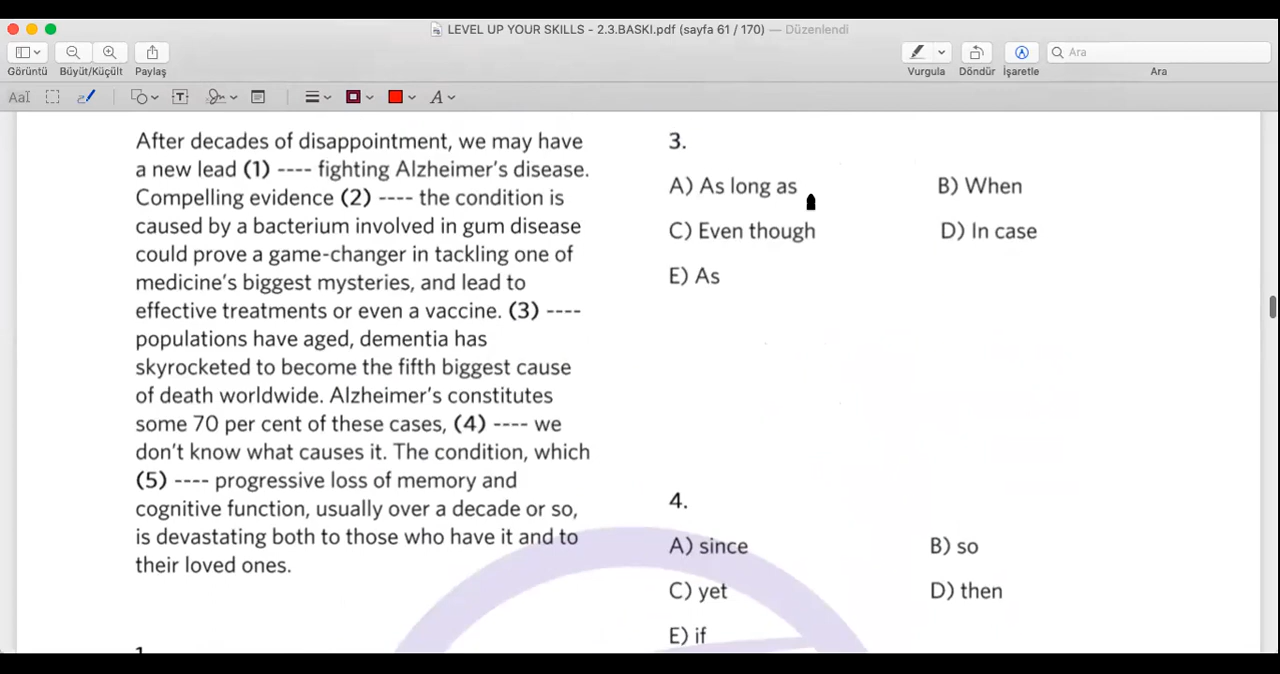 LEVEL UP YOUR SKILLS - 2.3.BASKI.pdf (sayfa 61 / 170) — Düzenlendi
Ara
Görüntü Büyüt/Küçült Paylaş Vurgula Döndür İşaretle Ara
After decades of disappointment, we may have
a new lead (1) ---- fighting Alzheimer's disease.
Compelling evidence (2) ---- the condition is
caused by a bacterium involved in gum disease
could prove a game-changer in tackling one of
medicine's biggest mysteries, and lead to
effective treatments or even a vaccine. (3) ----
populations have aged, dementia has
skyrocketed to become the fifth biggest cause
of death worldwide. Alzheimer's constitutes
some 70 per cent of these cases, (4) ---- we
don't know what causes it. The condition, which
(5) ---- progressive loss of memory and
cognitive function, usually over a decade or so,
is devastating both to those who have it and to
their loved ones.
1.
3.
A) As long as B) When
C) Even though D) In case
E) As
4.
A) since B) so
C) yet D) then
E) if